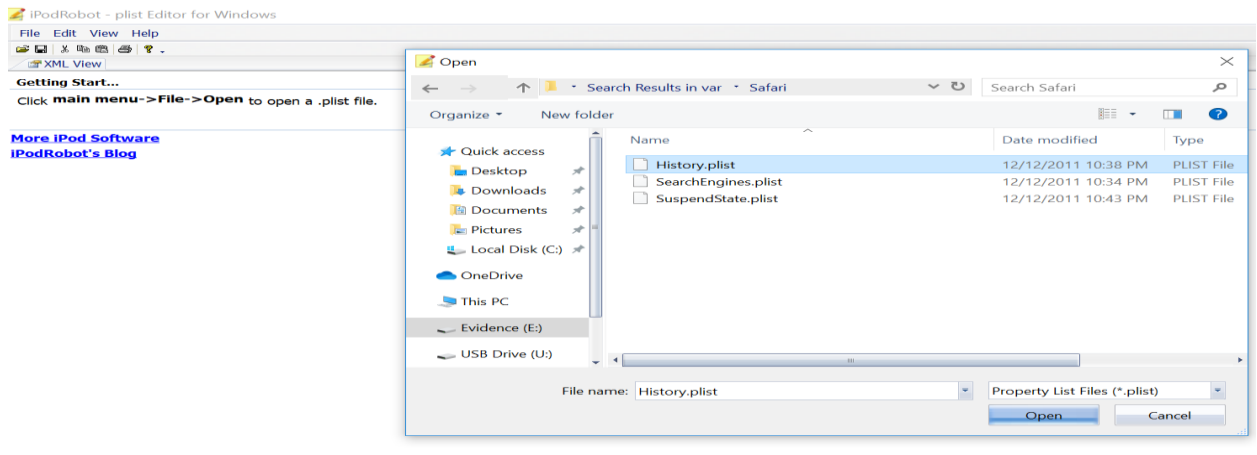 iPodRobot - plist Editor for Windows
File Edit View Help
XML View
Getting Start...
Click main menu->File->Open to open a .plist file.
More iPod Software
iPodRobot's Blog
Open
Search Results in var Safari
Search Safari
Organize New folder
Name Date modified Type
Quick access
Desktop
Downloads
Documents
Pictures
Local Disk (C:)
OneDrive
This PC
Evidence (E:)
USB Drive (U:)
History.plist 12/12/2011 10:38 PM PLIST File
SearchEngines.plist 12/12/2011 10:34 PM PLIST File
SuspendState.plist 12/12/2011 10:43 PM PLIST File
File name: History.plist Property List Files (*.plist)
Open Cancel